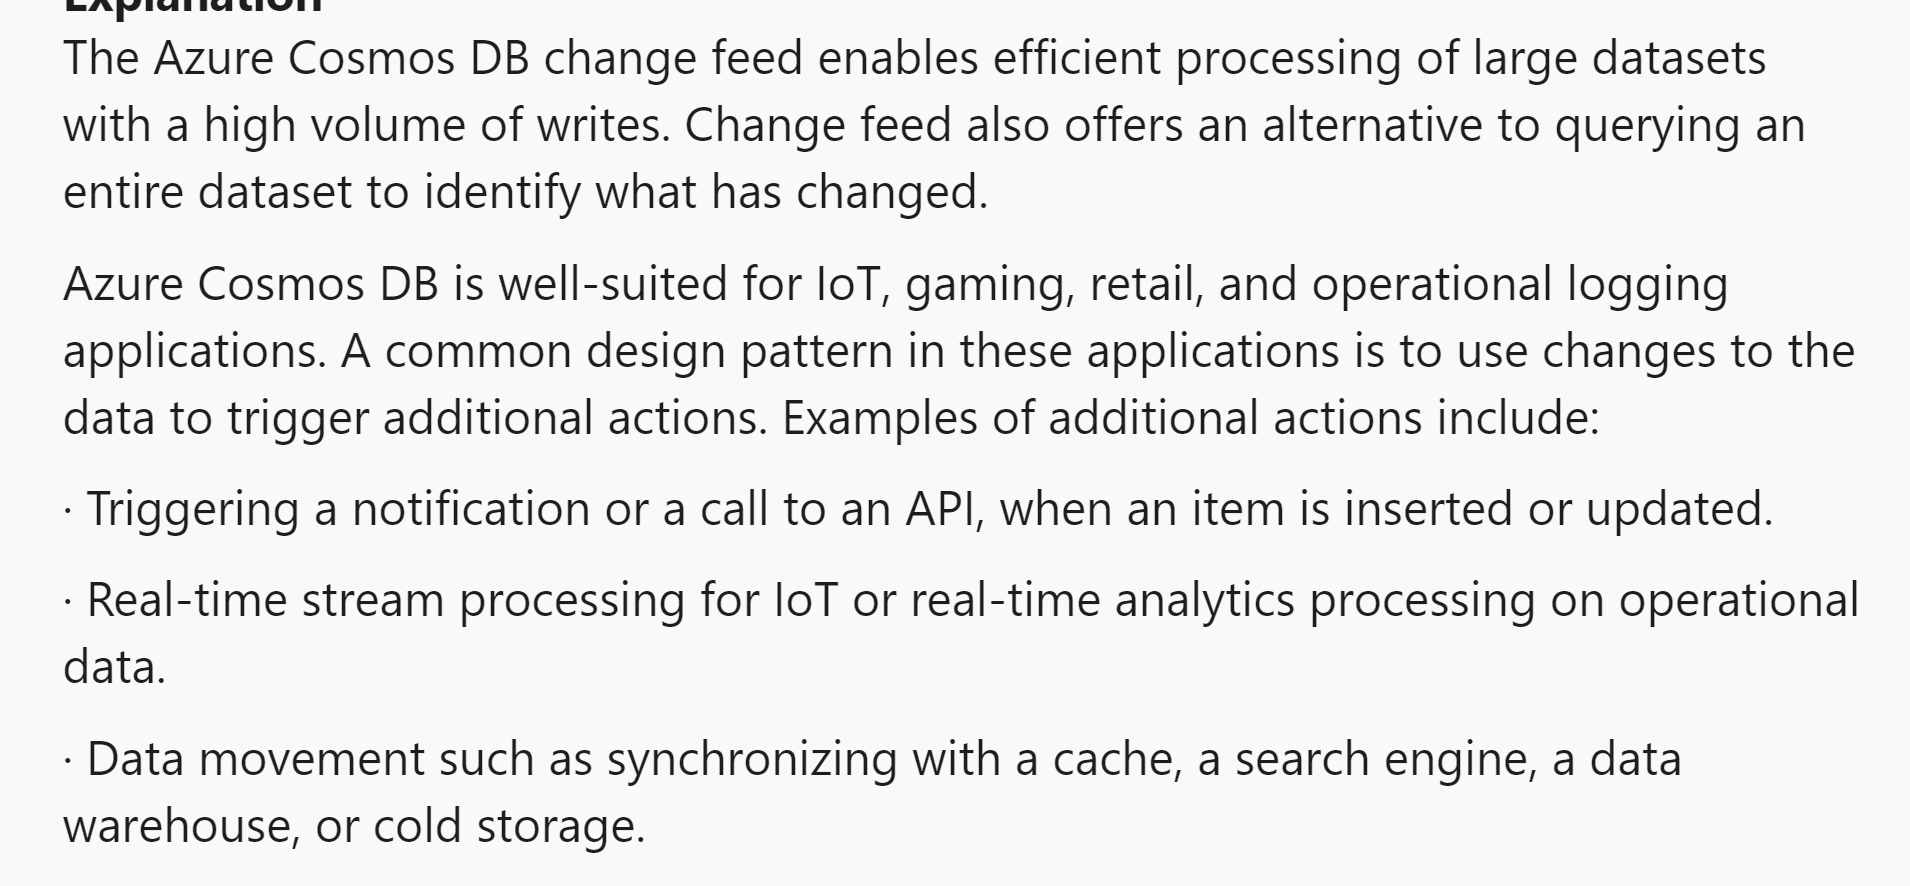 Explanation
The Azure Cosmos DB change feed enables efficient processing of large datasets
with a high volume of writes. Change feed also offers an alternative to querying an
entire dataset to identify what has changed.
Azure Cosmos DB is well-suited for IoT, gaming, retail, and operational logging
applications. A common design pattern in these applications is to use changes to the
data to trigger additional actions. Examples of additional actions include:
· Triggering a notification or a call to an API, when an item is inserted or updated.
· Real-time stream processing for IoT or real-time analytics processing on operational
data.
· Data movement such as synchronizing with a cache, a search engine, a data
warehouse, or cold storage.